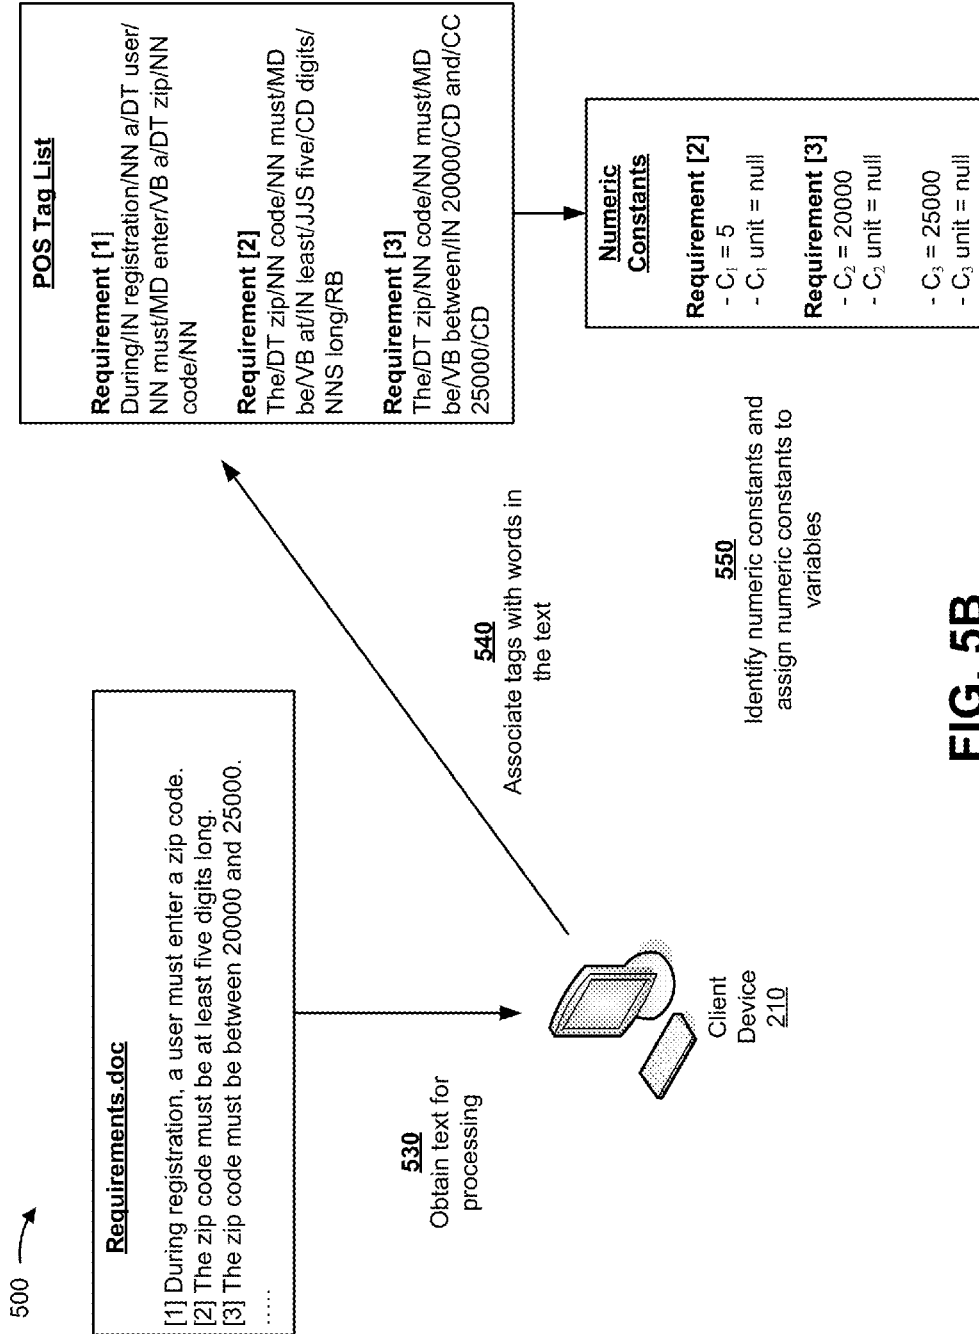 500
Requirements.doc
[1] During registration, a user must enter a zip code.
[2] The zip code must be at least five digits long.
[3] The zip code must be between 20000 and 25000.
.....
530
Obtain text for
processing
Client
Device
210
540
Associate tags with words in
the text
POS Tag List
Requirement [1]
During/IN registration/NN a/DT user/
NN must/MD enter/VB a/DT zip/NN
code/NN
Requirement [2]
The/DT zip/NN code/NN must/MD
be/VB at/IN least/JJS five/CD digits/
NNS long/RB
Requirement [3]
The/DT zip/NN code/NN must/MD
be/VB between/IN 20000/CD and/CC
25000/CD
550
Identify numeric constants and
assign numeric constants to
variables
Numeric
Constants
Requirement [2]
- C₁ = 5
- C₁ unit = null
Requirement [3]
- C₂ = 20000
- C₂ unit = null
- C₃ = 25000
- C₃ unit = null
FIG. 5B